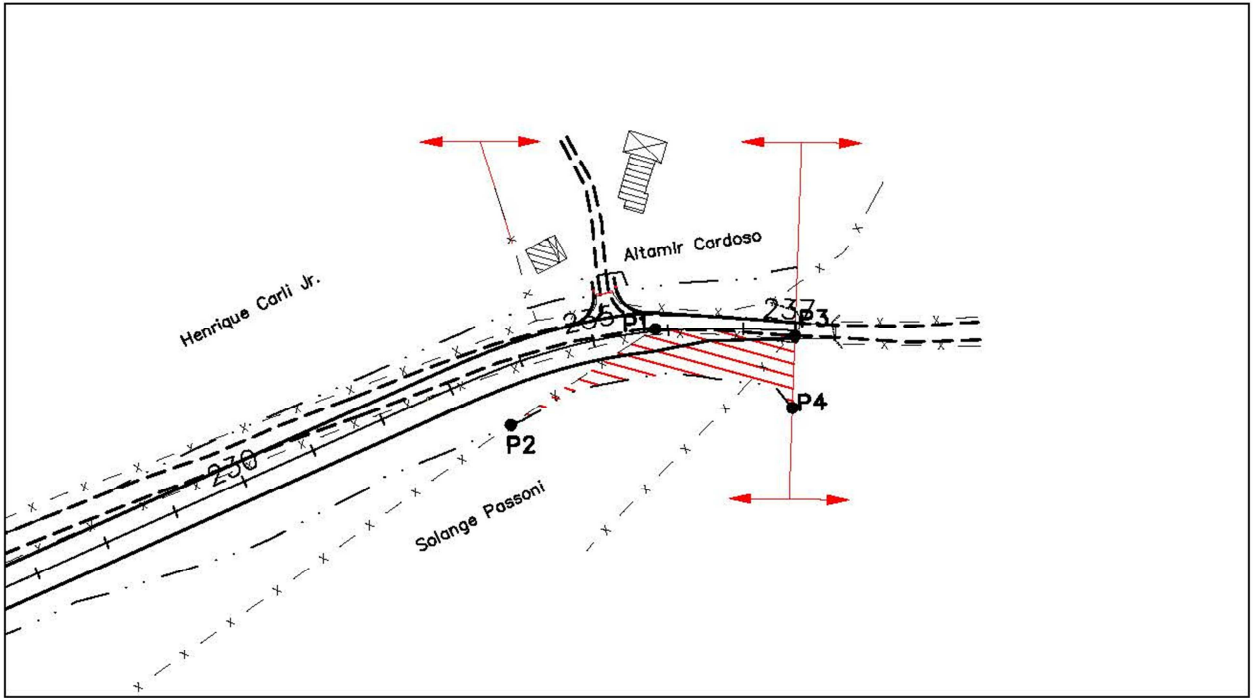 Altamir Cardoso
Henrique Carli Jr.
235
P1
237
P3
P4
P2
230
Solange Passoni